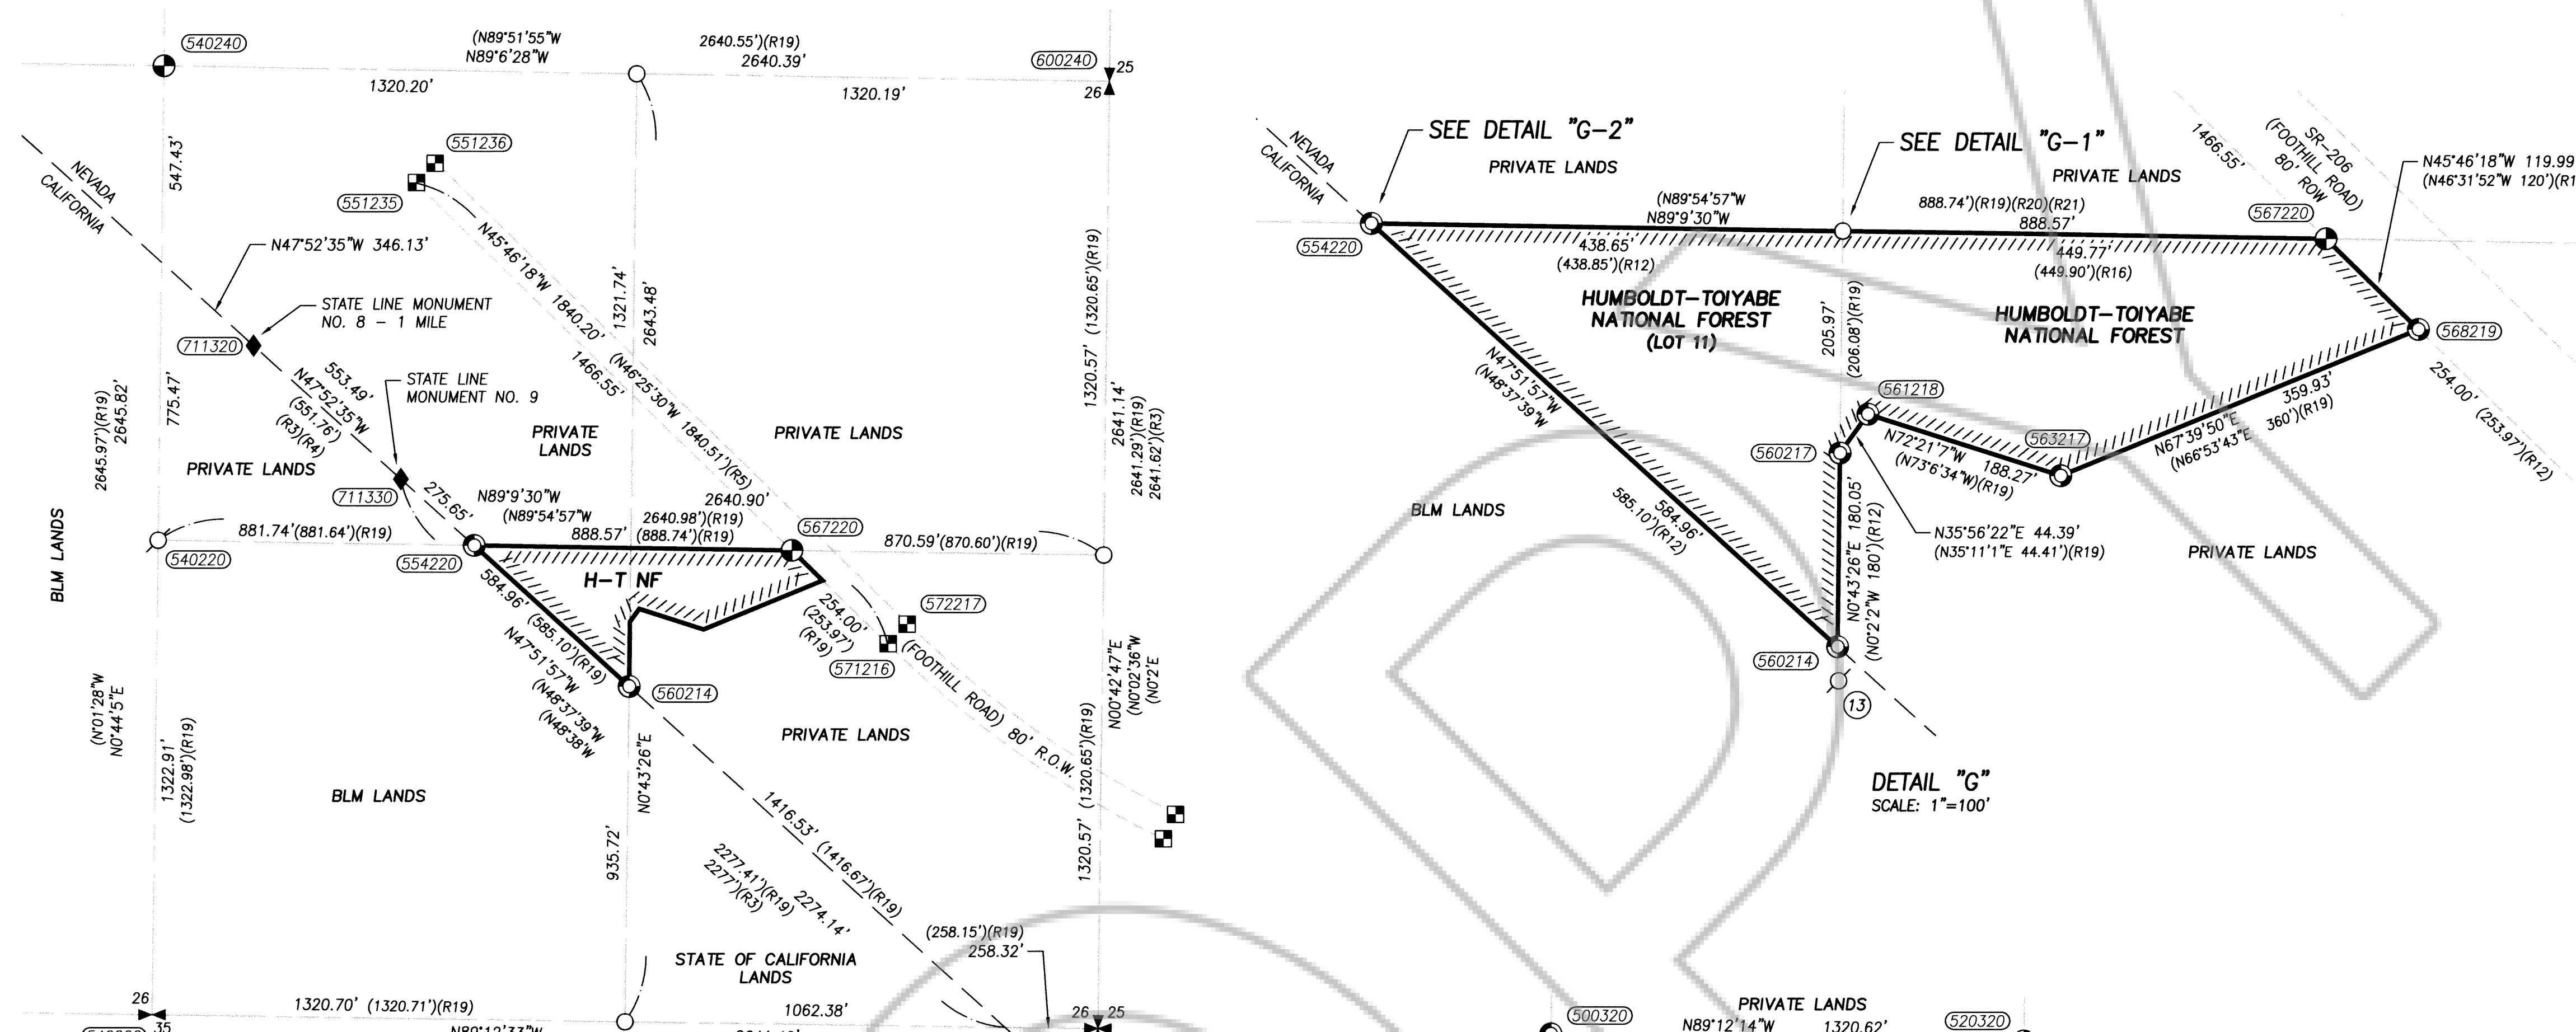 540240
(N89°51'55"W
2640.55')(R19)
N89°6'28"W
2640.39'
600240
25
26
1320.20'
1320.19'
547.43'
551236
551235
NEVADA
CALIFORNIA
N47°52'35"W 346.13'
STATE LINE MONUMENT
NO. 8 - 1 MILE
711320
N45°46'18"W 1840.20' (N46°25'30"W 1840.51')(R5)
1466.55'
1321.74'
2643.48'
1320.57' (1320.65')(R19)
2641.14'
2641.29')(R19)
2641.62')(R3)
2645.97')(R19)
2645.82'
775.47'
553.49'
N47°52'35"W
(551.76')
(R3)(R4)
STATE LINE
MONUMENT NO. 9
PRIVATE
LANDS
PRIVATE LANDS
PRIVATE LANDS
711330
275.65'
N89°9'30"W
2640.90'
(N89°54'57"W
2640.98')(R19)
567220
881.74'(881.64')(R19)
888.57'
(888.74')(R19)
870.59'(870.60')(R19)
540220
554220
BLM LANDS
H-T NF
584.96' (585.10')(R19)
N47°51'57"W
(N48°37'39"W
(N48°38'W
254.00'
(253.97')
(R19)
572217
571216
(FOOTHILL ROAD) 80' R.O.W.
560214
(N°01'28"W
N0°44'5"E
1322.91'
(1322.98')(R19)
N00°42'47"E
(N0°02'36"W
(N0°2'E
PRIVATE LANDS
N0°43'26"E
BLM LANDS
935.72'
1416.53' (1416.67')(R19)
2277.41')(R19)
2277')(R3)
2274.14'
1320.57' (1320.65')(R19)
(258.15')(R19)
258.32'
STATE OF CALIFORNIA
LANDS
26
35
1320.70' (1320.71')(R19)
1062.38'
26 25
N89°12'33"W
SEE DETAIL "G-2"
SEE DETAIL "G-1"
PRIVATE LANDS
PRIVATE LANDS
NEVADA
CALIFORNIA
1466.55'
SR-206
(FOOTHILL ROAD)
80' ROW
N45°46'18"W 119.99
(N46°31'52"W 120')(R1
(N89°54'57"W
888.74')(R19)(R20)(R21)
N89°9'30"W
888.57'
567220
554220
438.65'
(438.85')(R12)
449.77'
(449.90')(R16)
HUMBOLDT-TOIYABE
NATIONAL FOREST
(LOT 11)
HUMBOLDT-TOIYABE
NATIONAL FOREST
205.97'
(206.08')(R19)
568219
254.00' (253.97')(R12)
561218
N47°51'57"W
(N48°37'39"W
584.96'
585.10')(R12)
560217
N72°21'7"W 188.27'
(N73°6'34"W)(R19)
563217
359.93'
N67°39'50"E
(N66°53'43"E 360')(R19)
BLM LANDS
N0°43'26"E 180.05'
(N0°2'2"W 180')(R12)
N35°56'22"E 44.39'
(N35°11'1"E 44.41')(R19)
PRIVATE LANDS
560214
13
DETAIL "G"
SCALE: 1"=100'
PRIVATE LANDS
500320
N89°12'14"W
1320.62'
520320